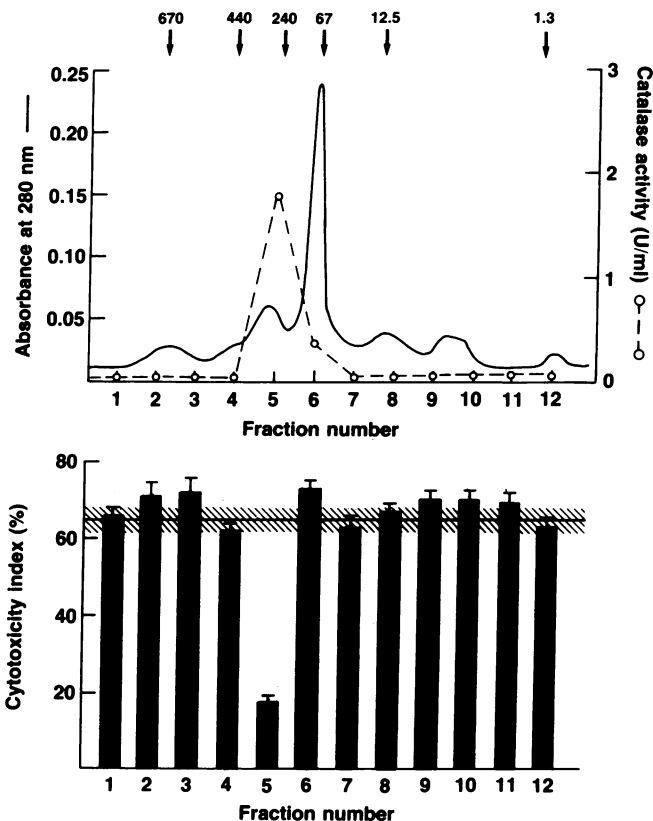 670 440 240 67 12.5 1.3
0.25
0.20
0.15
0.10
0.05
Absorbance at 280 nm
3
2
1
0
Catalase activity (U/ml)
1 2 3 4 5 6 7 8 9 10 11 12
Fraction number
80
60
40
20
Cytotoxicity index (%)
1 2 3 4 5 6 7 8 9 10 11 12
Fraction number